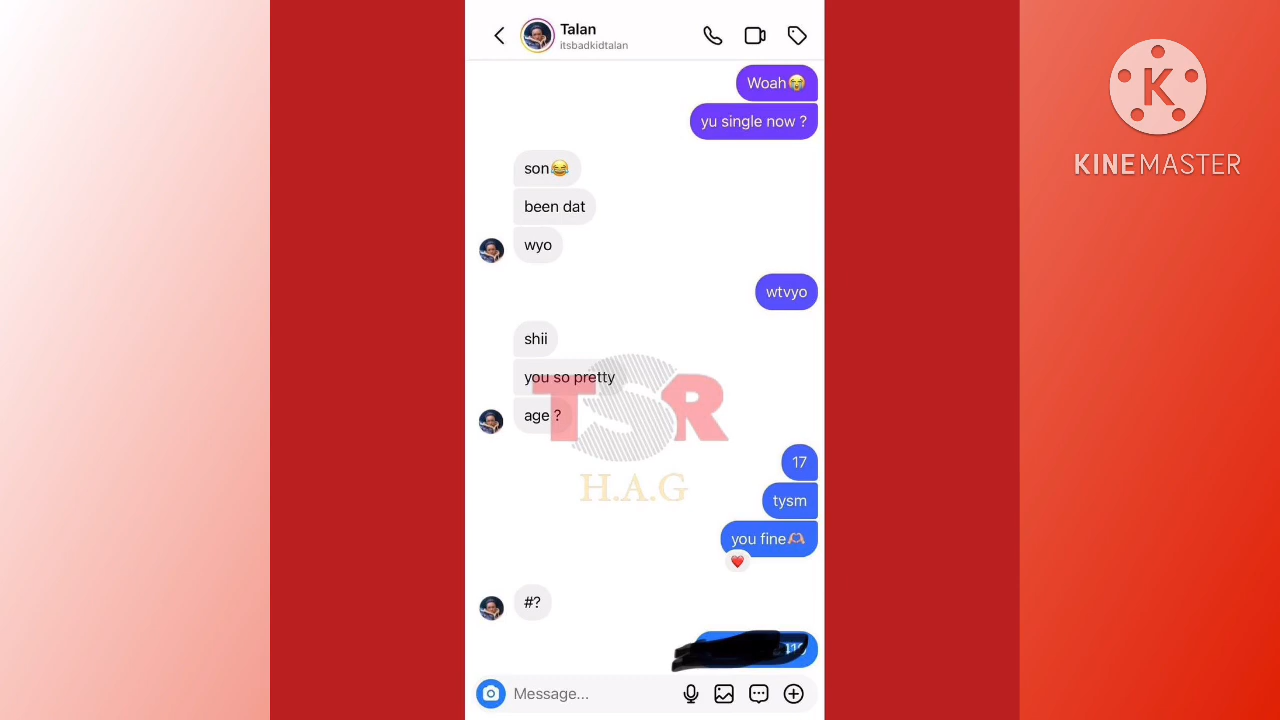 Talan
itsbadkidtalan
Woah😭
yu single now ?
son😂
been dat
wyo
wtvyo
shii
you so pretty
age ?
17
tysm
you fine🫶🏼
#?
Message...
TSR
H.A.G
K
KINEMASTER